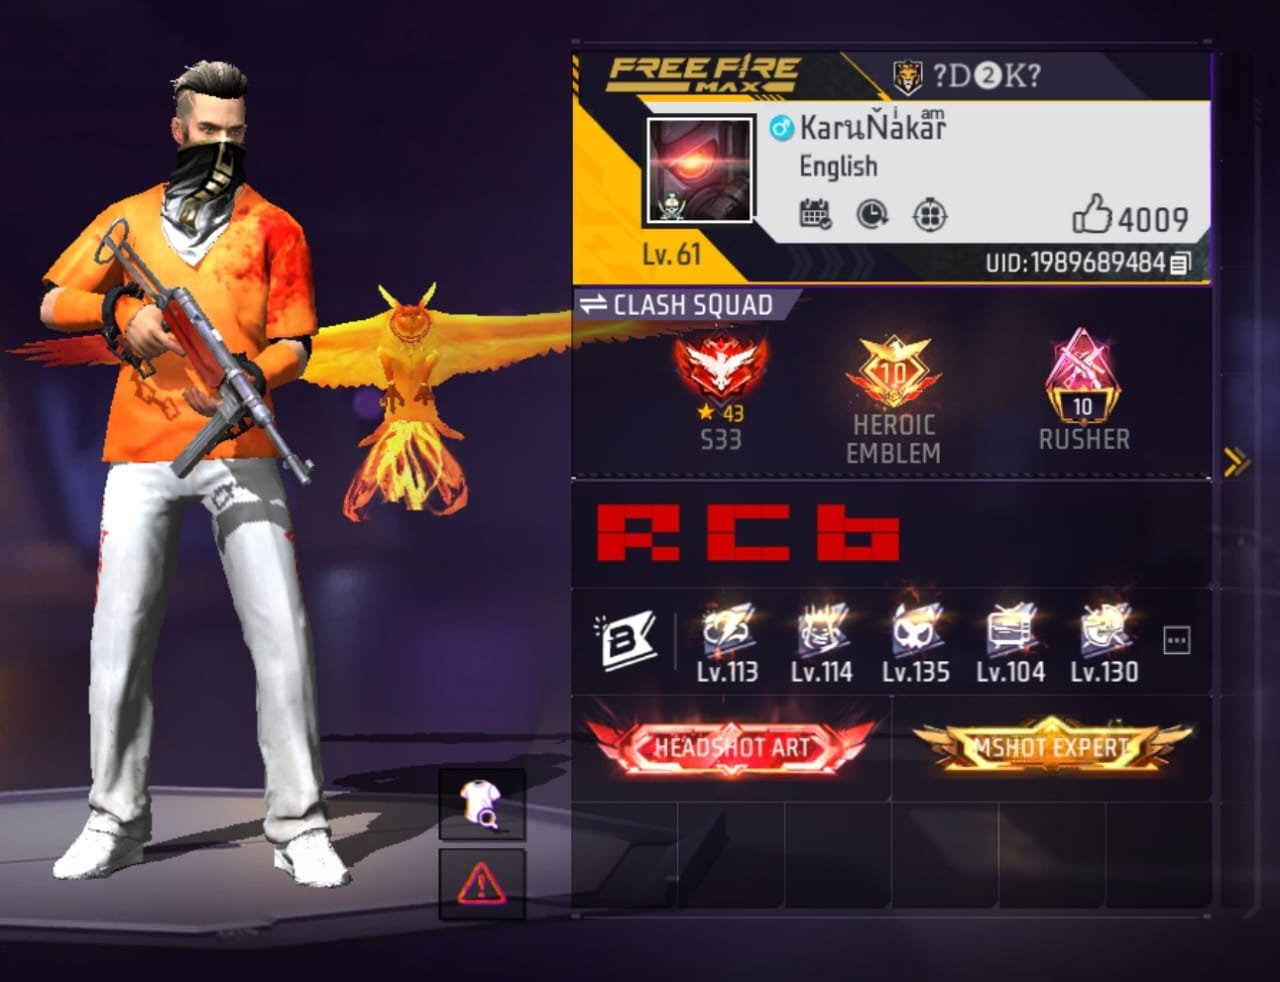 FREE FIRE
MAX
?D2K?
KaruŇàkar
am
English
4009
Lv. 61
UID:1989689484
CLASH SQUAD
43
S33
10
HEROIC
EMBLEM
10
RUSHER
RCb
B
Lv.113
Lv.114
Lv.135
Lv.104
Lv.130
HEADSHOT ART
MSHOT EXPERT